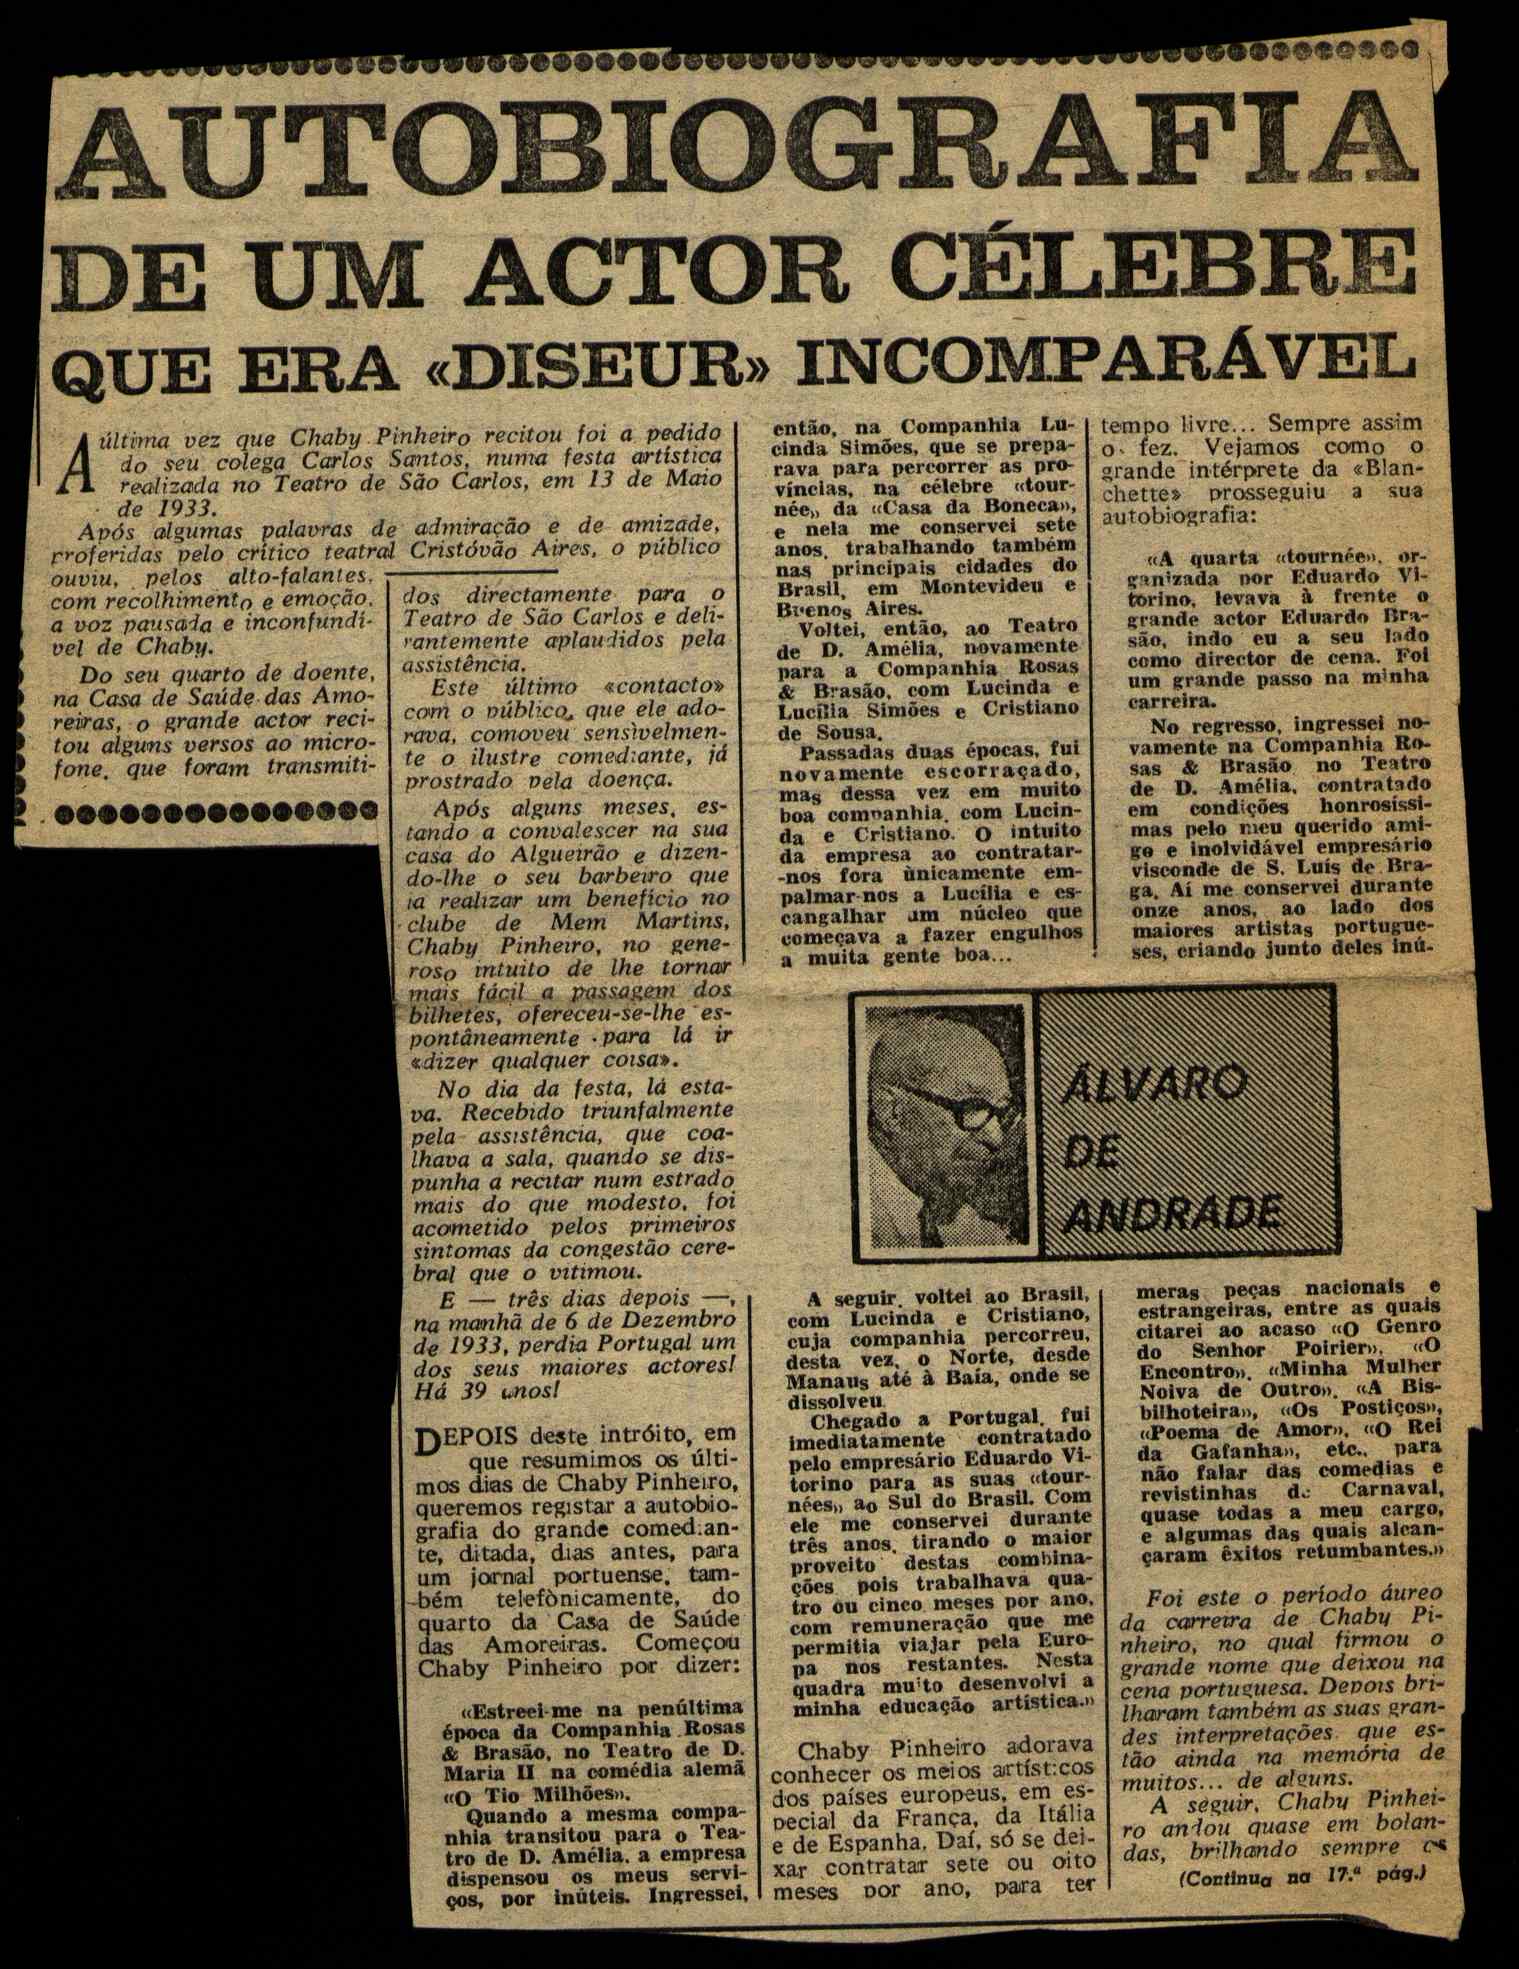 AUTOBIOGRAFIA
DE UM ACTOR CÉLEBRE
QUE ERA «DISEUR» INCOMPARÁVEL
A última vez que Chaby Pinheiro recitou foi a pedido
do seu colega Carlos Santos, numa festa artística
realizada no Teatro de São Carlos, em 13 de Maio
de 1933.
Após algumas palavras de admiração e de amizade,
proferidas pelo crítico teatral Cristóvão Aires, o público
ouviu, pelos alto-falantes,
com recolhimento e emoção,
a voz pausada e inconfundí-
vel de Chaby.
Do seu quarto de doente,
na Casa de Saúde das Amo-
reiras, o grande actor reci-
tou alguns versos ao micro-
fone, que foram transmiti-
dos directamente para o
Teatro de São Carlos e deli-
rantemente aplaudidos pela
assistência.
Este último «contacto»
com o público, que ele ado-
rava, comoveu sensìvelmen-
te o ilustre comediante, já
prostrado pela doença.
Após alguns meses, es-
tando a convalescer na sua
casa do Algueirão e dizen-
do-lhe o seu barbeiro que
ia realizar um benefício no
clube de Mem Martins,
Chaby Pinheiro, no gene-
roso intuito de lhe tornar
mais fácil a passagem dos
bilhetes, ofereceu-se-lhe es-
pontâneamente para lá ir
«dizer qualquer coisa».
No dia da festa, lá esta-
va. Recebido triunfalmente
pela assistência, que coa-
lhava a sala, quando se dis-
punha a recitar num estrado
mais do que modesto, foi
acometido pelos primeiros
sintomas da congestão cere-
bral que o vitimou.
E — três dias depois —,
na manhã de 6 de Dezembro
de 1933, perdia Portugal um
dos seus maiores actores!
Há 39 anos!
DEPOIS deste intróito, em
que resumimos os últi-
mos dias de Chaby Pinheiro,
queremos registar a autobio-
grafia do grande comedian-
te, ditada, dias antes, para
um jornal portuense, tam-
bém telefònicamente, do
quarto da Casa de Saúde
das Amoreiras. Começou
Chaby Pinheiro por dizer:
«Estreei-me na penúltima
época da Companhia Rosas
& Brasão, no Teatro de D.
Maria II na comédia alemã
«O Tio Milhões».
Quando a mesma compa-
nhia transitou para o Tea-
tro de D. Amélia, a empresa
dispensou os meus servi-
ços, por inúteis. Ingressei,
então, na Companhia Lu-
cinda Simões, que se prepa-
rava para percorrer as pro-
víncias, na célebre «tour-
née» da «Casa da Boneca»,
e nela me conservei sete
anos, trabalhando também
nas principais cidades do
Brasil, em Montevideu e
Buenos Aires.
Voltei, então, ao Teatro
de D. Amélia, novamente
para a Companhia Rosas
& Brasão, com Lucinda e
Lucília Simões e Cristiano
de Sousa.
Passadas duas épocas, fui
novamente escorraçado,
mas dessa vez em muito
boa companhia, com Lucin-
da e Cristiano. O intuito
da empresa ao contratar-
-nos fora ùnicamente em-
palmar-nos a Lucília e es-
cangalhar um núcleo que
começava a fazer engulhos
a muita gente boa...
ÁLVARO
DE
ANDRADE
A seguir, voltei ao Brasil,
com Lucinda e Cristiano,
cuja companhia percorreu,
desta vez, o Norte, desde
Manaus até à Baía, onde se
dissolveu.
Chegado a Portugal, fui
imediatamente contratado
pelo empresário Eduardo Vi-
torino para as suas «tour-
nées» ao Sul do Brasil. Com
ele me conservei durante
três anos, tirando o maior
proveito destas combina-
ções pois trabalhava qua-
tro ou cinco meses por ano,
com remuneração que me
permitia viajar pela Euro-
pa nos restantes. Nesta
quadra muito desenvolvi a
minha educação artística.»
Chaby Pinheiro adorava
conhecer os meios artísticos
dos países europeus, em es-
pecial da França, da Itália
e de Espanha. Daí, só se dei-
xar contratar sete ou oito
meses por ano, para ter
tempo livre... Sempre assim
o fez. Vejamos como o
grande intérprete da «Blan-
chette» prosseguiu a sua
autobiografia:
«A quarta «tournée», or-
ganizada por Eduardo Vi-
torino, levava à frente o
grande actor Eduardo Bra-
são, indo eu a seu lado
como director de cena. Foi
um grande passo na minha
carreira.
No regresso, ingressei no-
vamente na Companhia Ro-
sas & Brasão no Teatro
de D. Amélia, contratado
em condições honrosíssi-
mas pelo meu querido ami-
go e inolvidável empresário
visconde de S. Luís de Bra-
ga. Aí me conservei durante
onze anos, ao lado dos
maiores artistas portugue-
ses, criando junto deles inú-
meras peças nacionais e
estrangeiras, entre as quais
citarei ao acaso «O Genro
do Senhor Poirier», «O
Encontro», «Minha Mulher
Noiva de Outro», «A Bis-
bilhoteira», «Os Postiços»,
«Poema de Amor», «O Rei
da Gafanha», etc., para
não falar das comedias e
revistinhas de Carnaval,
quase todas a meu cargo,
e algumas das quais alcan-
çaram êxitos retumbantes.»
Foi este o período áureo
da carreira de Chaby Pi-
nheiro, no qual firmou o
grande nome que deixou na
cena portuguesa. Depois bri-
lharam também as suas gran-
des interpretações que es-
tão ainda na memória de
muitos... de alguns.
A seguir, Chaby Pinhei-
ro andou quase em bolan-
das, brilhando sempre os
(Continua na 17.ª pág.)